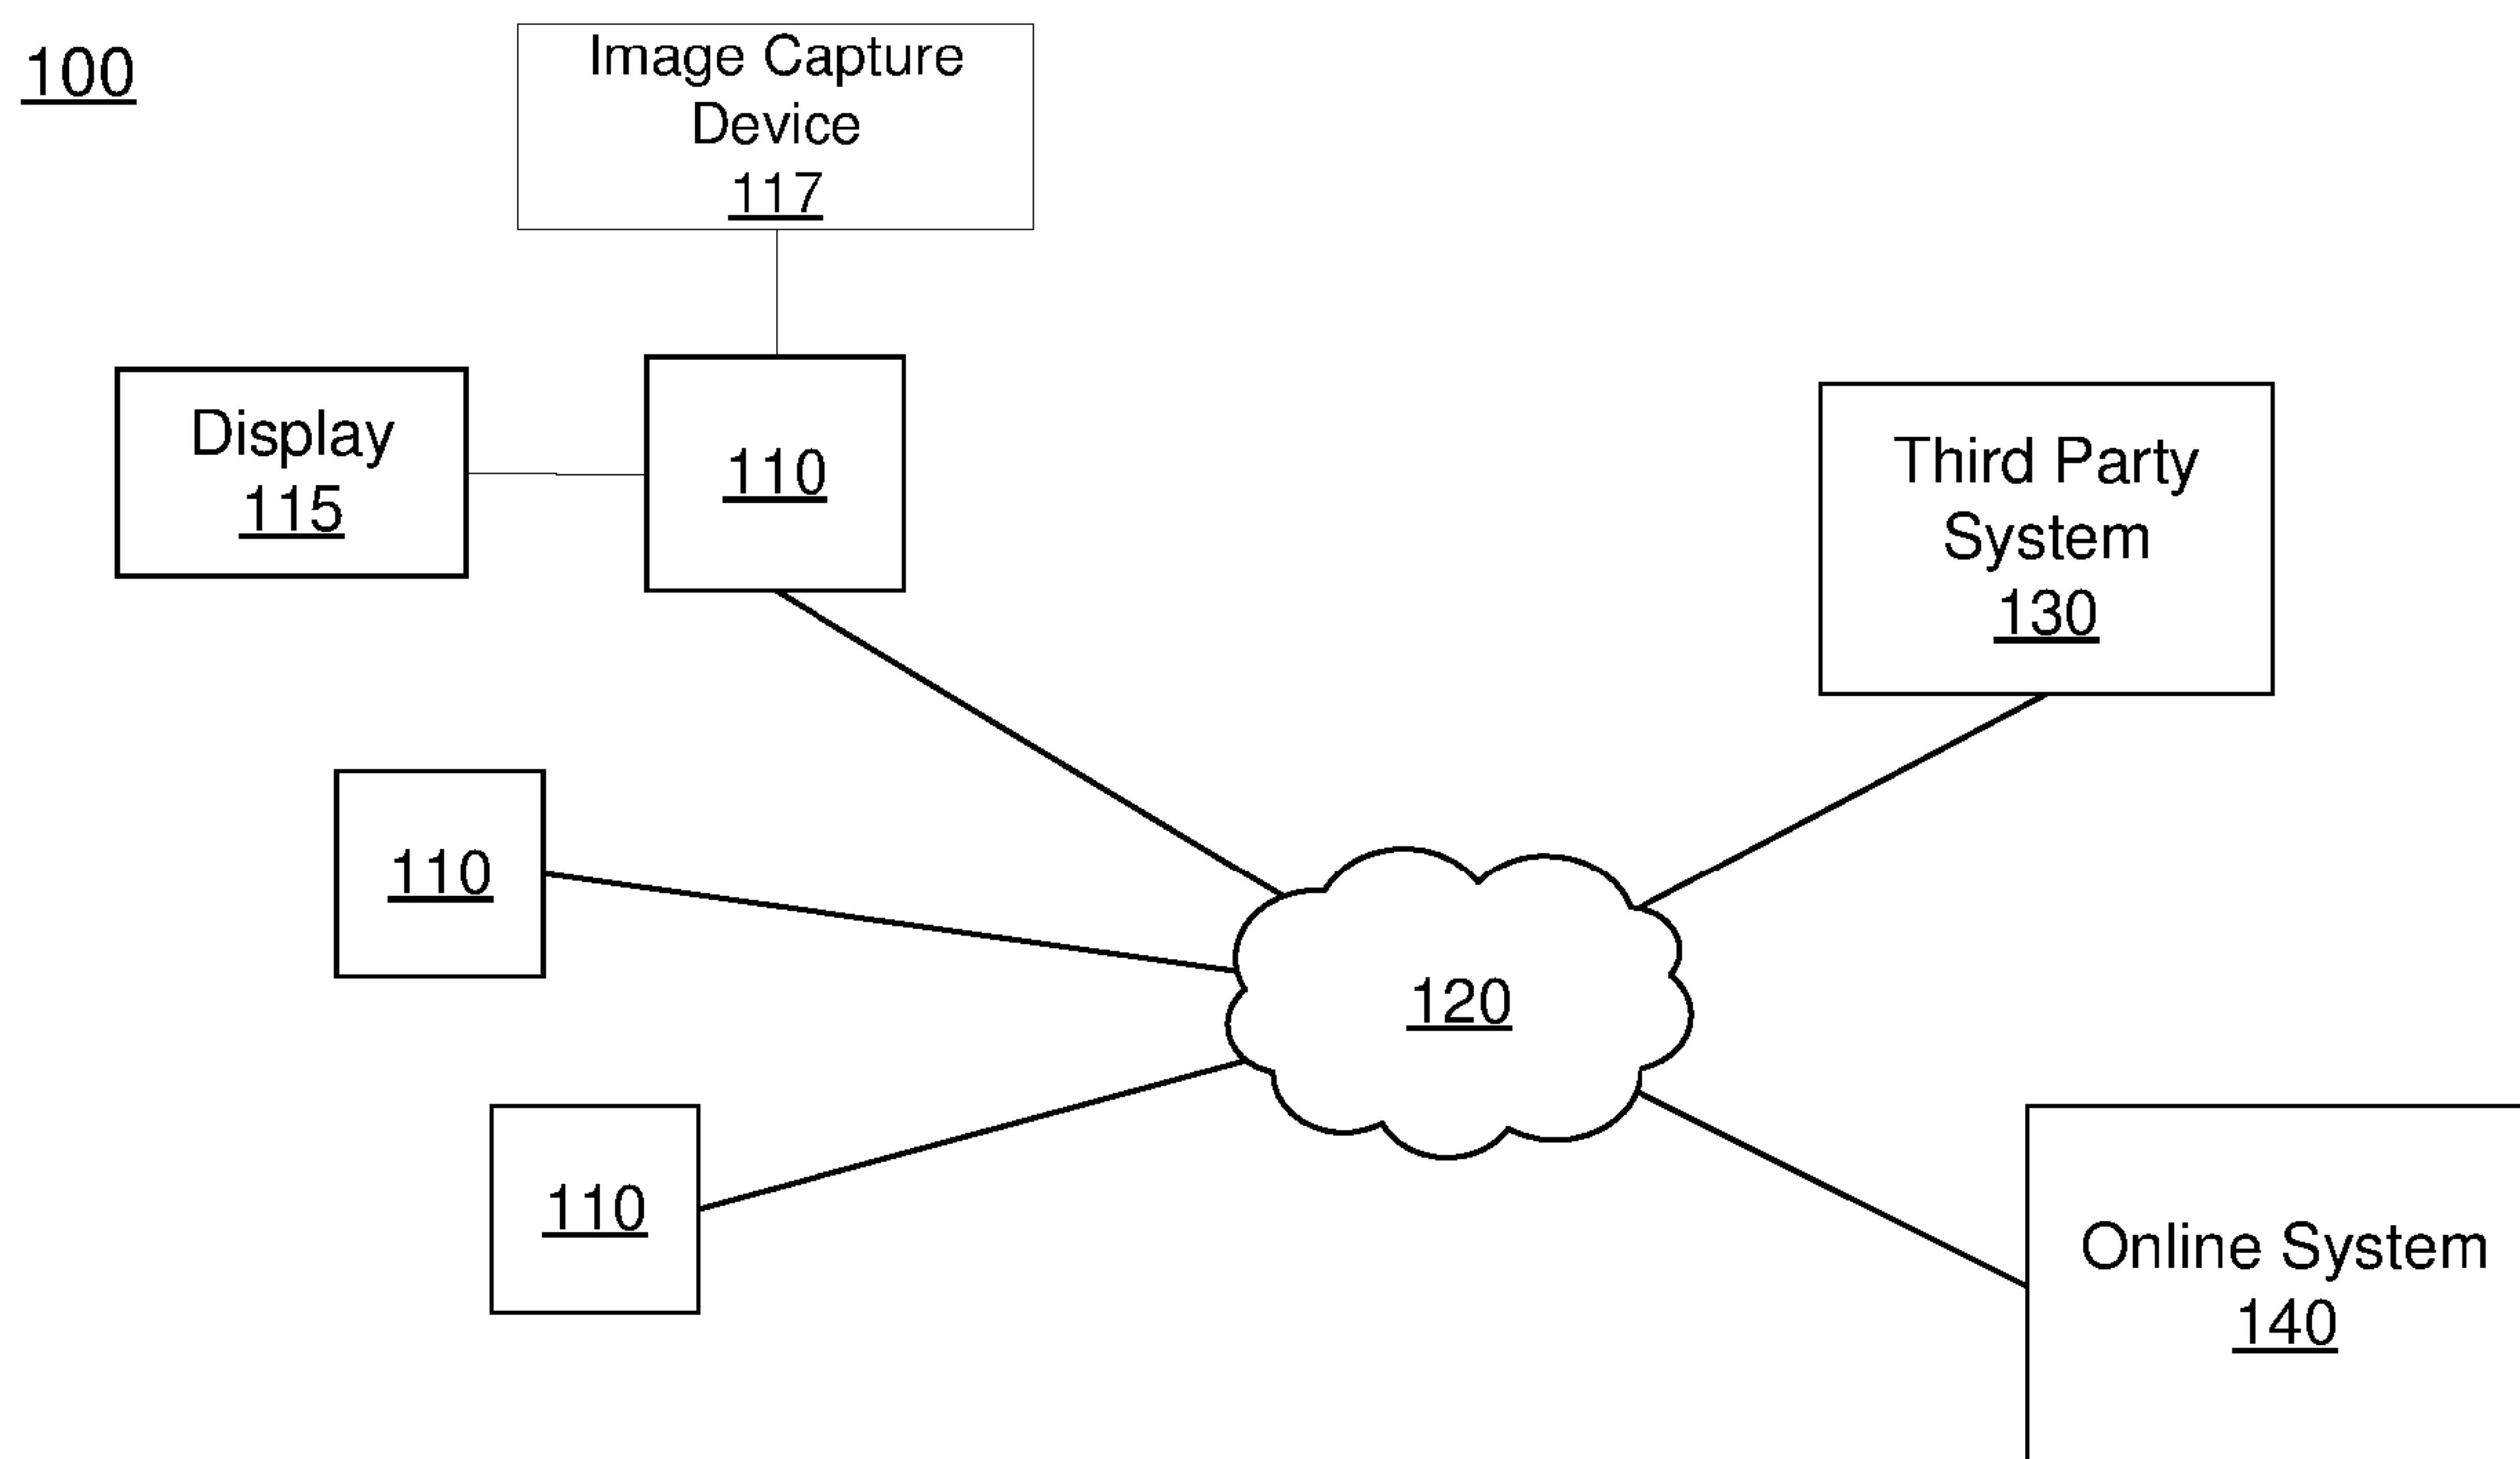 100
Image Capture
Device
117
Display
115
110
Third Party
System
130
110
120
110
Online System
140